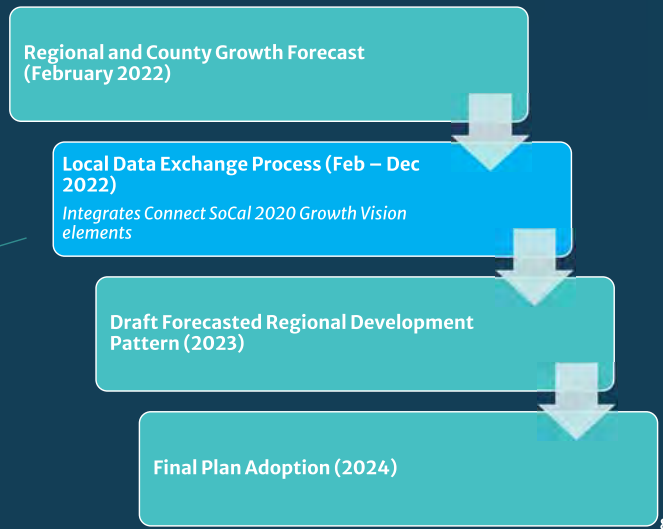 Regional and County Growth Forecast
(February 2022)
Local Data Exchange Process (Feb – Dec
2022)
Integrates Connect SoCal 2020 Growth Vision
elements
Draft Forecasted Regional Development
Pattern (2023)
Final Plan Adoption (2024)